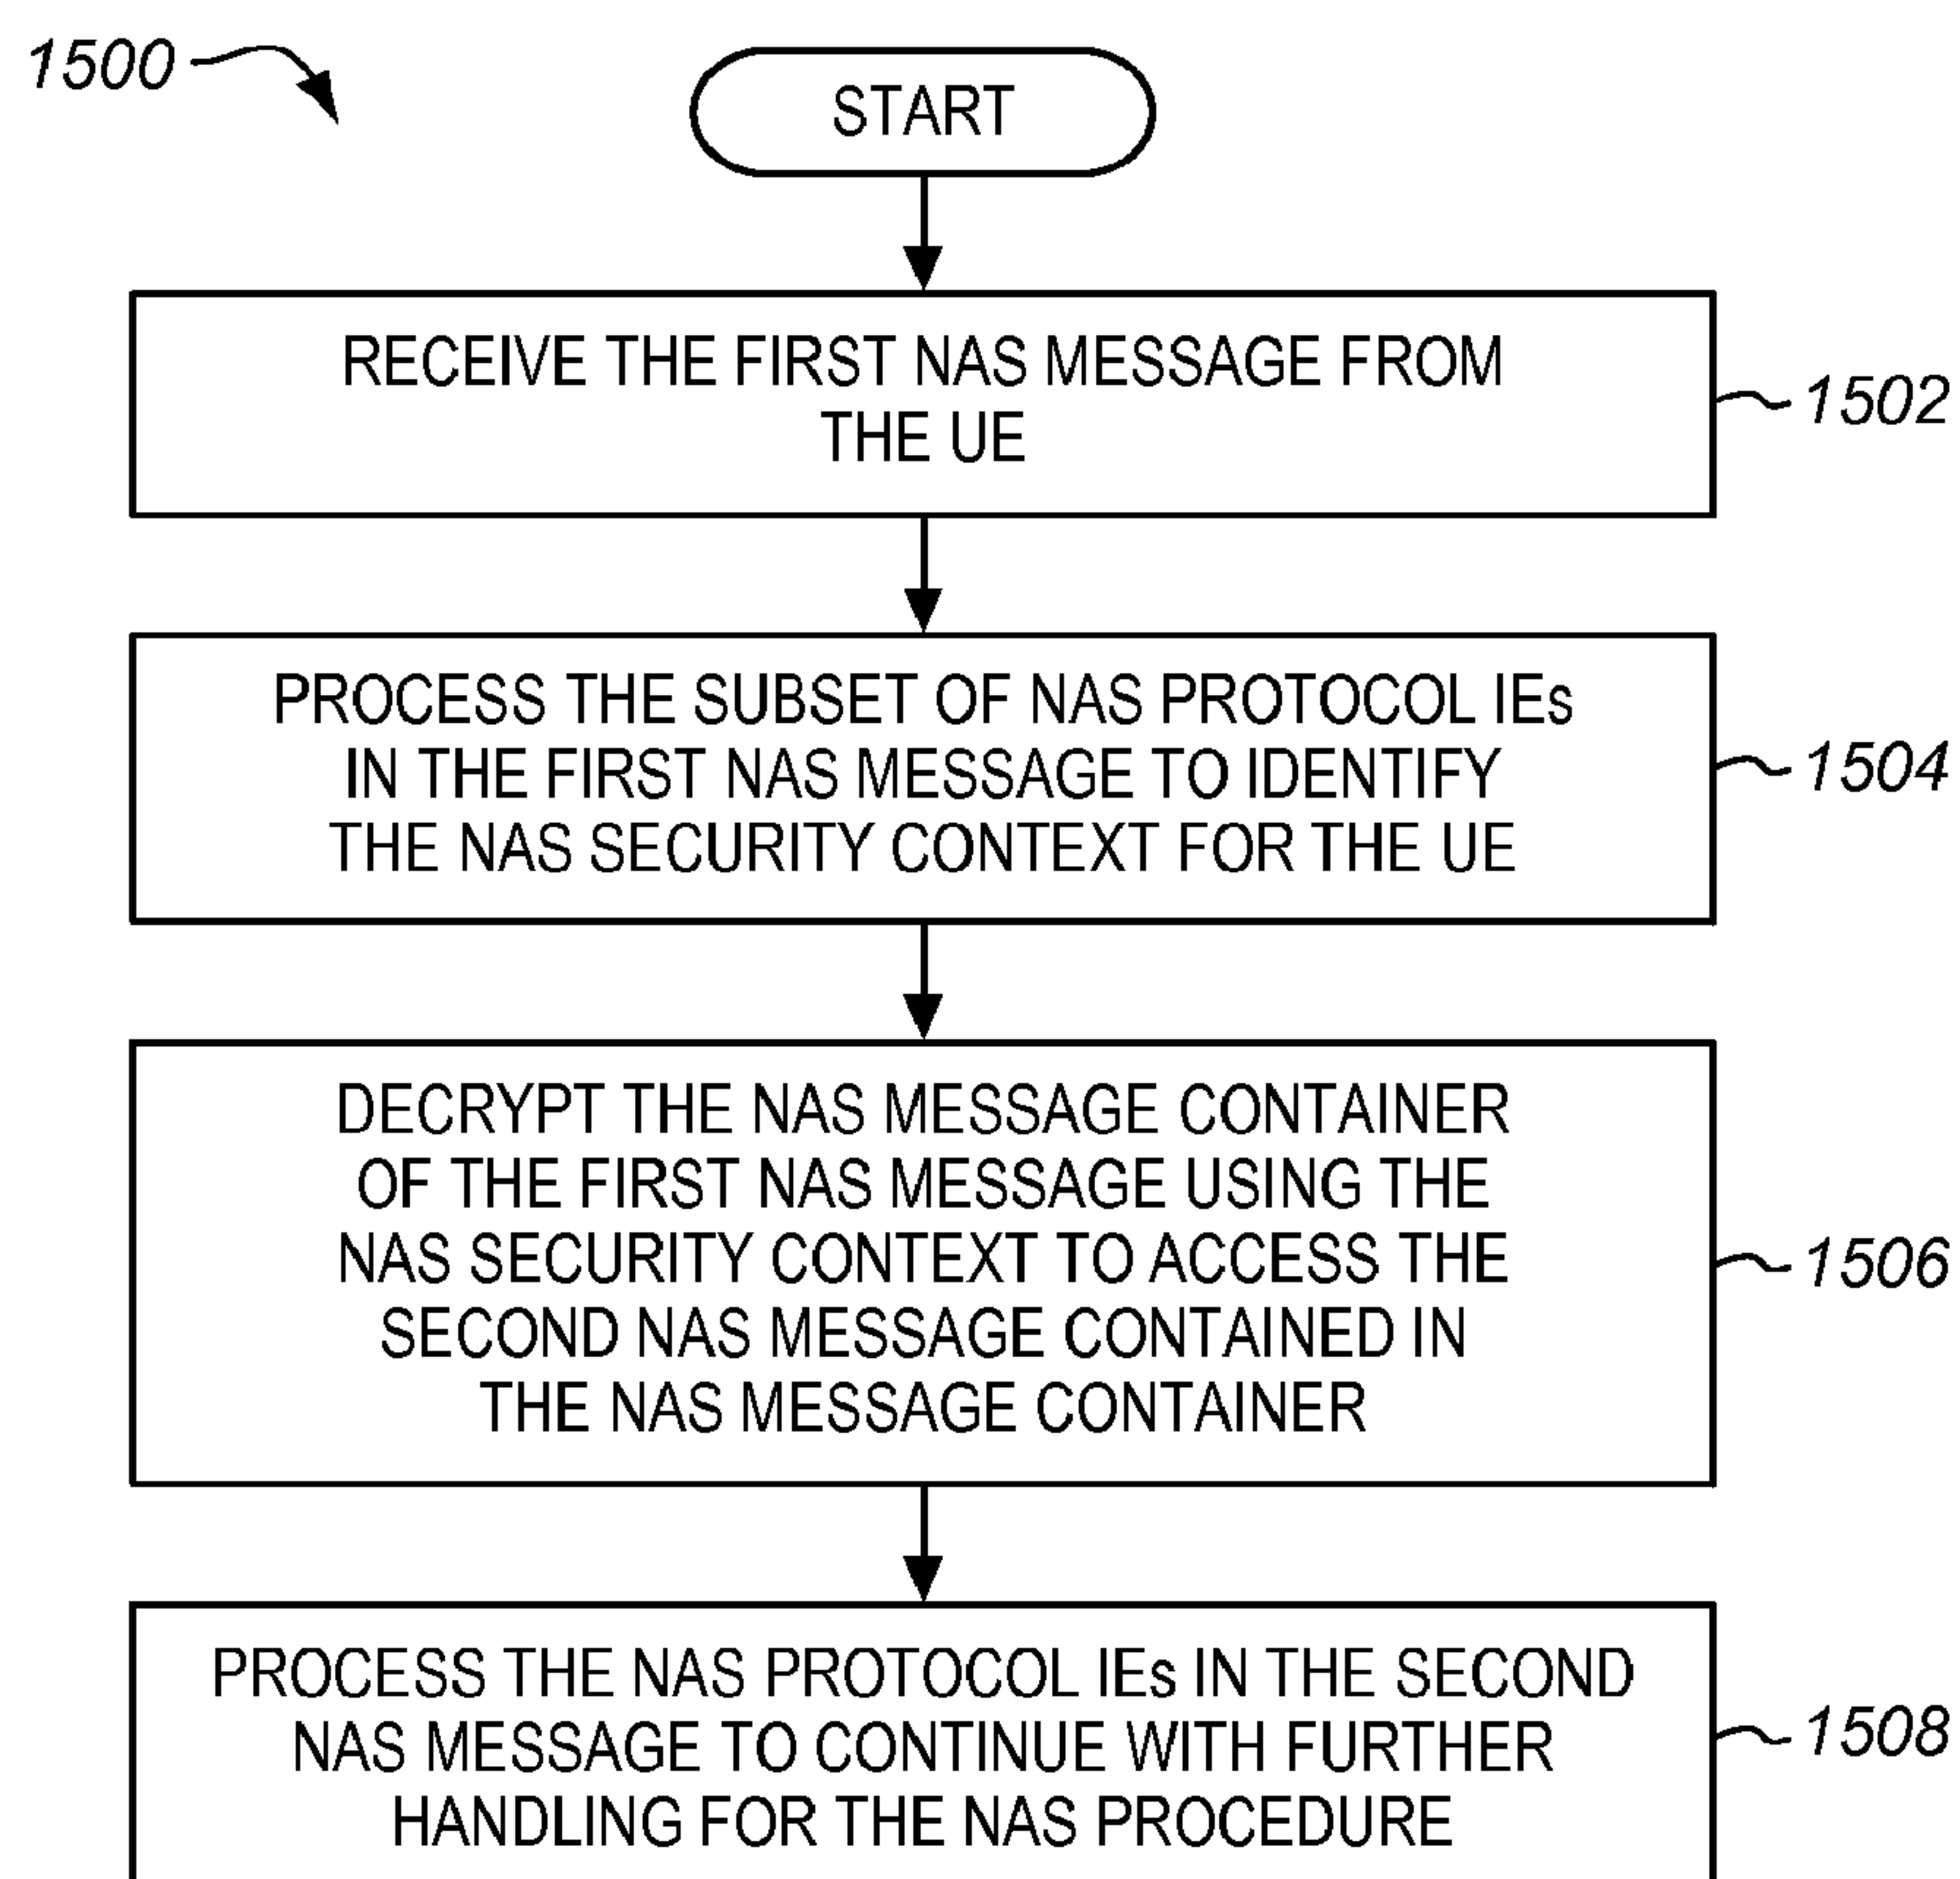 1500
START
RECEIVE THE FIRST NAS MESSAGE FROM
THE UE
1502
PROCESS THE SUBSET OF NAS PROTOCOL IEs
IN THE FIRST NAS MESSAGE TO IDENTIFY
THE NAS SECURITY CONTEXT FOR THE UE
1504
DECRYPT THE NAS MESSAGE CONTAINER
OF THE FIRST NAS MESSAGE USING THE
NAS SECURITY CONTEXT TO ACCESS THE
SECOND NAS MESSAGE CONTAINED IN
THE NAS MESSAGE CONTAINER
1506
PROCESS THE NAS PROTOCOL IEs IN THE SECOND
NAS MESSAGE TO CONTINUE WITH FURTHER
HANDLING FOR THE NAS PROCEDURE
1508